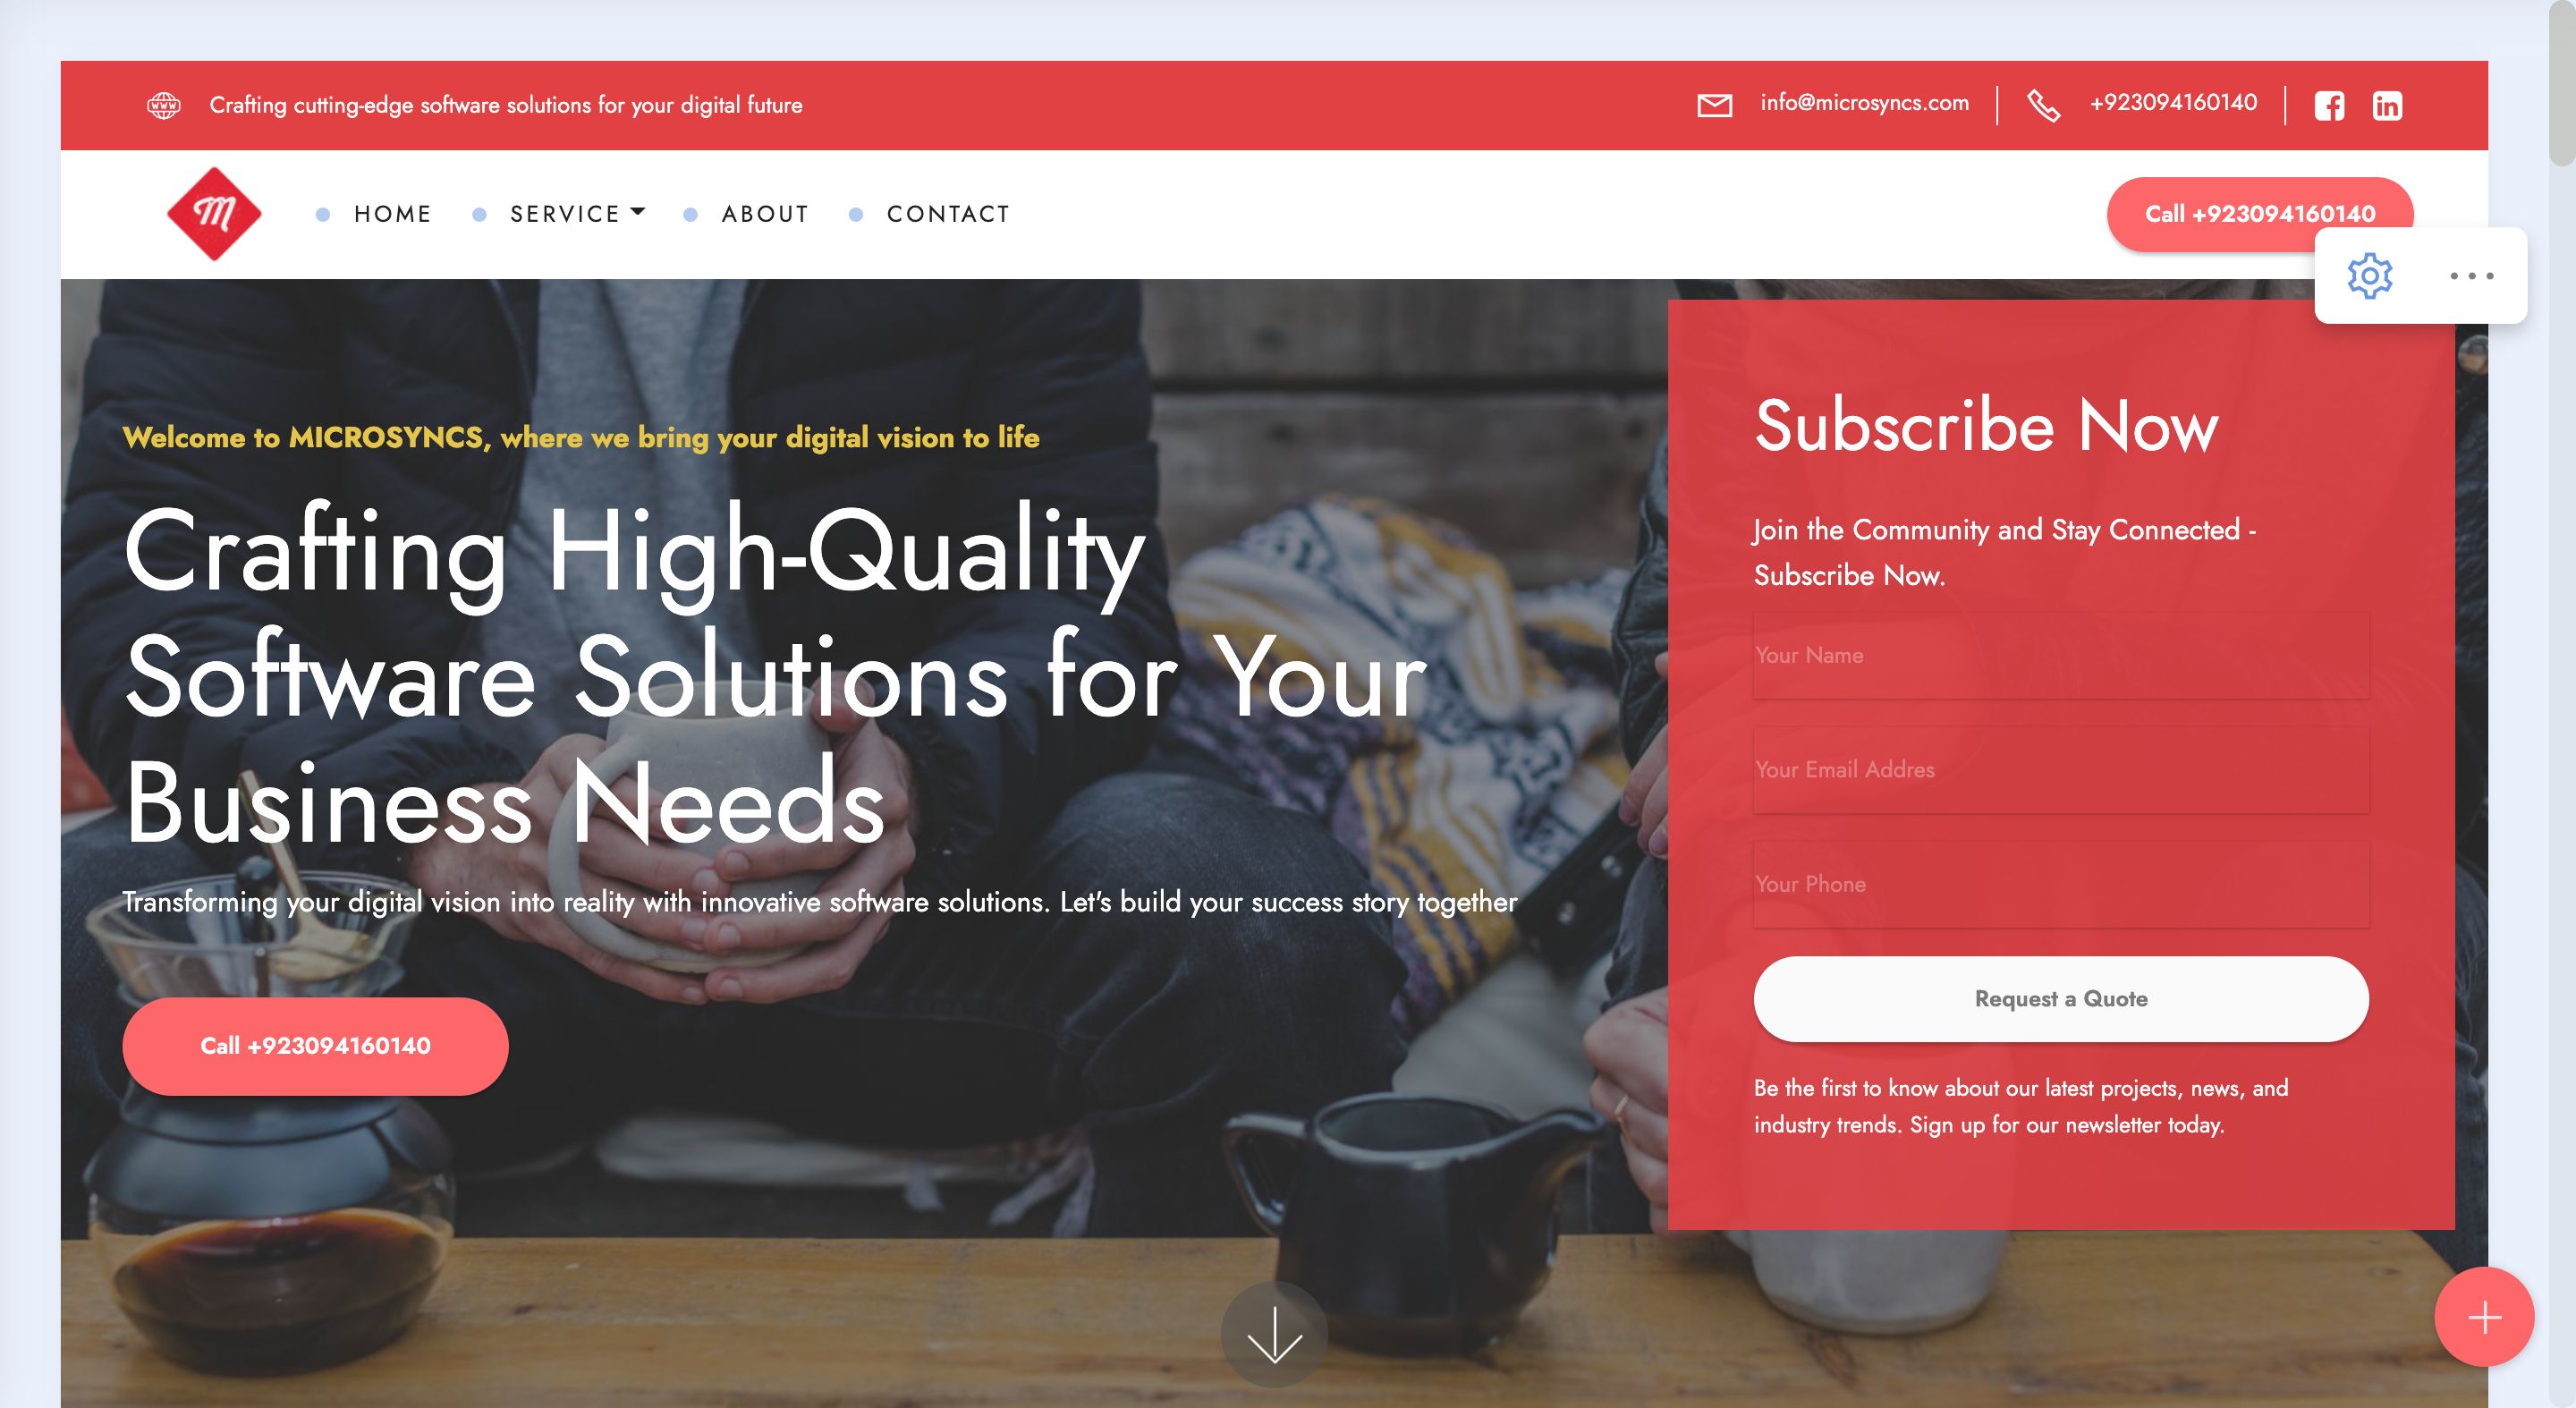 www
Crafting cutting-edge software solutions for your digital future
info@microsyncs.com
+923094160140
f
in
M
HOME
SERVICE
ABOUT
CONTACT
Call +923094160140
Welcome to MICROSYNCS, where we bring your digital vision to life
Crafting High-Quality
Software Solutions for Your
Business Needs
Transforming your digital vision into reality with innovative software solutions. Let's build your success story together
Call +923094160140
Subscribe Now
Join the Community and Stay Connected -
Subscribe Now.
Your Name
Your Email Addres
Your Phone
Request a Quote
Be the first to know about our latest projects, news, and
industry trends. Sign up for our newsletter today.